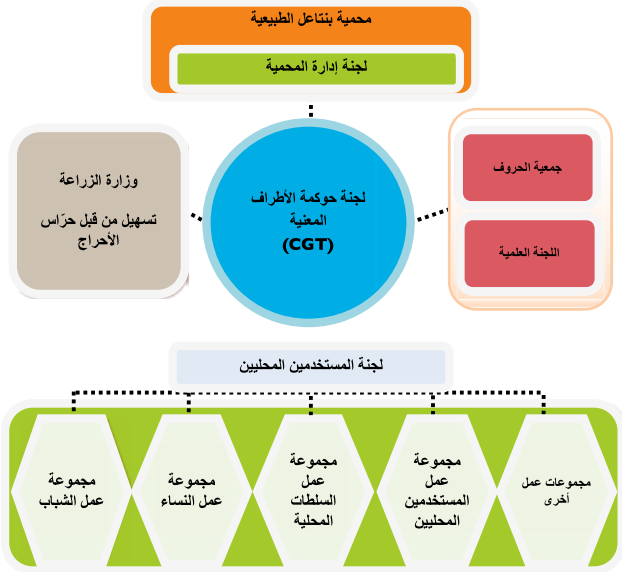 محمية بنتاعل الطبيعية
لجنة إدارة المحمية
جمعية الحروف
اللجنة العلمية
لجنة حوكمة الأطراف
المعنية
(CGT)
وزارة الزراعة
تسهيل من قبل حرّاس
الأحراج
لجنة المستخدمين المحليين
مجموعات عمل
أخرى
مجموعة
عمل
المستخدمين
المحليين
مجموعة
عمل
السلطات
المحلية
مجموعة
عمل النساء
مجموعة
عمل الشباب